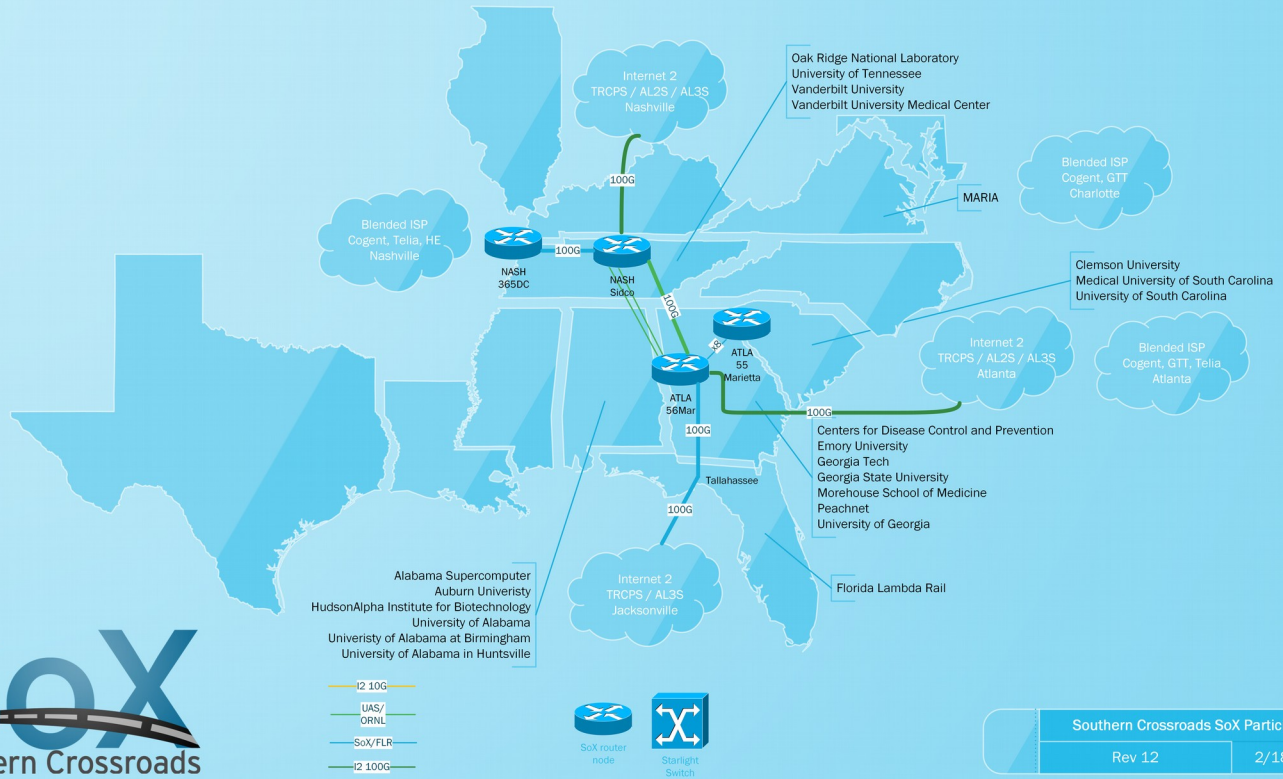 Internet 2
TRCPS / AL2S / AL3S
Nashville
Oak Ridge National Laboratory
University of Tennessee
Vanderbilt University
Vanderbilt University Medical Center
Blended ISP
Cogent, GTT
Charlotte
MARIA
100G
Blended ISP
Cogent, Telia, HE
Nashville
100G
NASH
365DC
NASH
Sidco
100G
Clemson University
Medical University of South Carolina
University of South Carolina
ATLA
55
Marietta
Internet 2
TRCPS / AL2S / AL3S
Atlanta
Blended ISP
Cogent, GTT, Telia
Atlanta
ATLA
56Mar
100G
100G
Centers for Disease Control and Prevention
Emory University
Georgia Tech
Georgia State University
Morehouse School of Medicine
Peachnet
University of Georgia
Tallahassee
100G
Internet 2
TRCPS / AL3S
Jacksonville
Florida Lambda Rail
Alabama Supercomputer
Auburn Univeristy
HudsonAlpha Institute for Biotechnology
University of Alabama
Univeristy of Alabama at Birmingham
University of Alabama in Huntsville
oX
ern Crossroads
I2 10G
UAS/
ORNL
SoX/FLR
I2 100G
SoX router
node
Starlight
Switch
Southern Crossroads SoX Partic
Rev 12
2/18